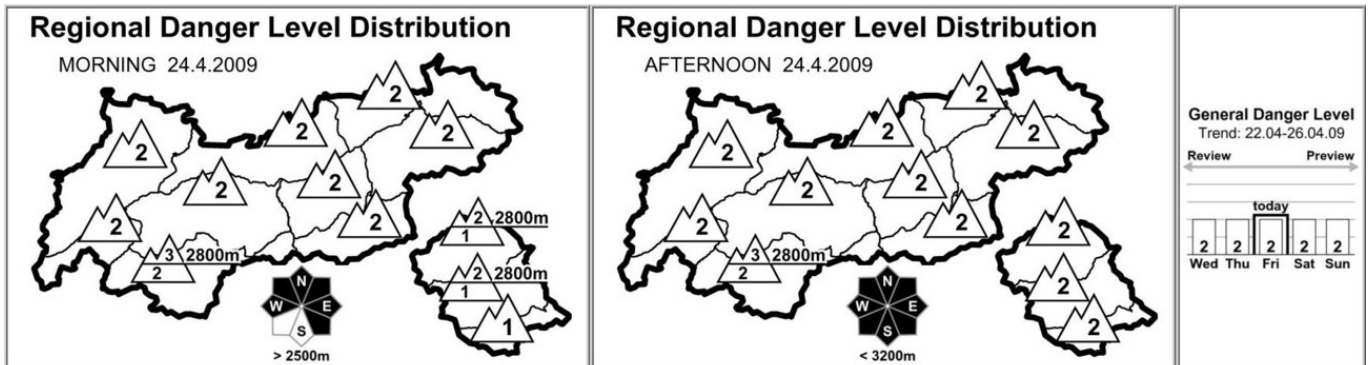 Regional Danger Level Distribution
MORNING 24.4.2009
2
2
2
2
2
2
2
2
2
3 2800m
2
2 2800m
1
2 2800m
1
1
N
W E
S
> 2500m
Regional Danger Level Distribution
AFTERNOON 24.4.2009
2
2
2
2
2
2
2
2
2
3 2800m
2
2
2
2
N
W E
S
< 3200m
General Danger Level
Trend: 22.04-26.04.09
Review Preview
today
2 2 2 2 2
Wed Thu Fri Sat Sun